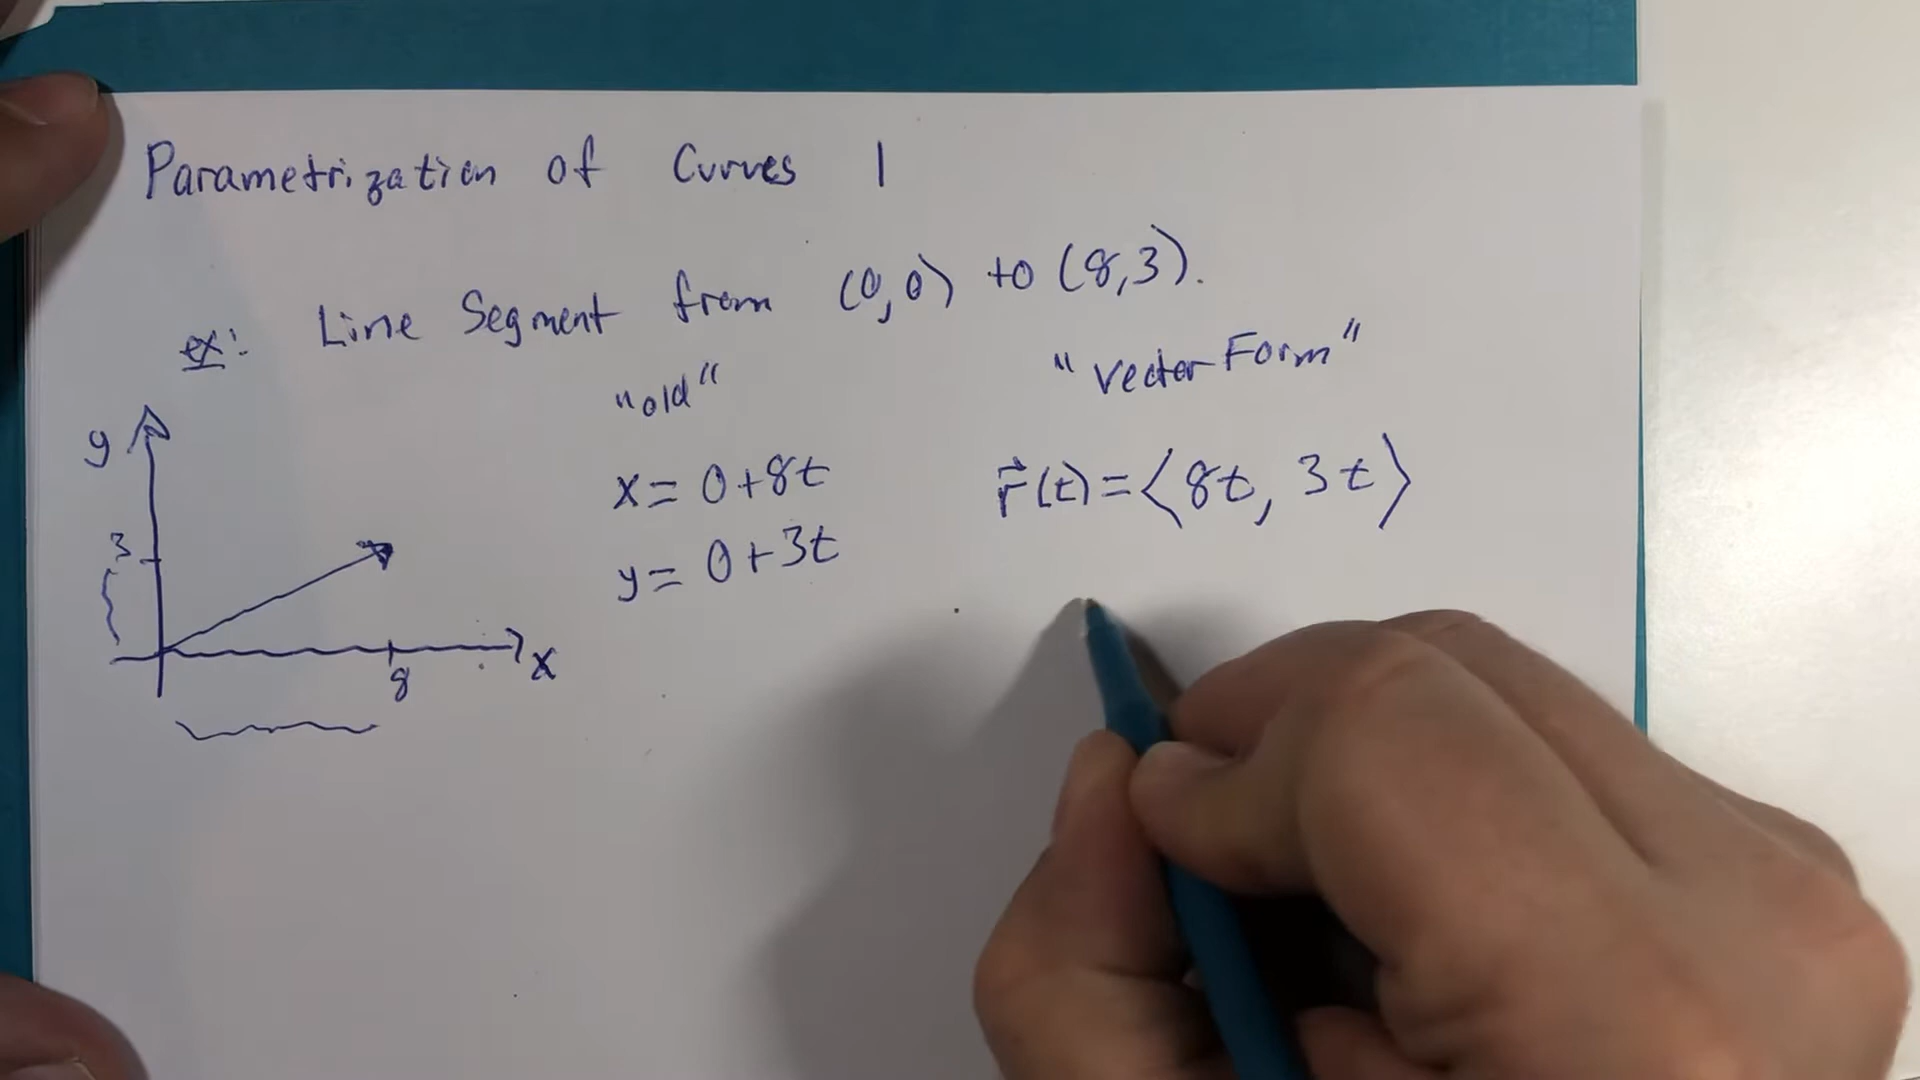 Parametrization of Curves 1
ex: Line Segment from (0,0) to (8,3).
"old"
"Vector Form"
x = 0+8t
y = 0+3t
r⃗(t) = ⟨8t, 3t⟩
y
3
8
x